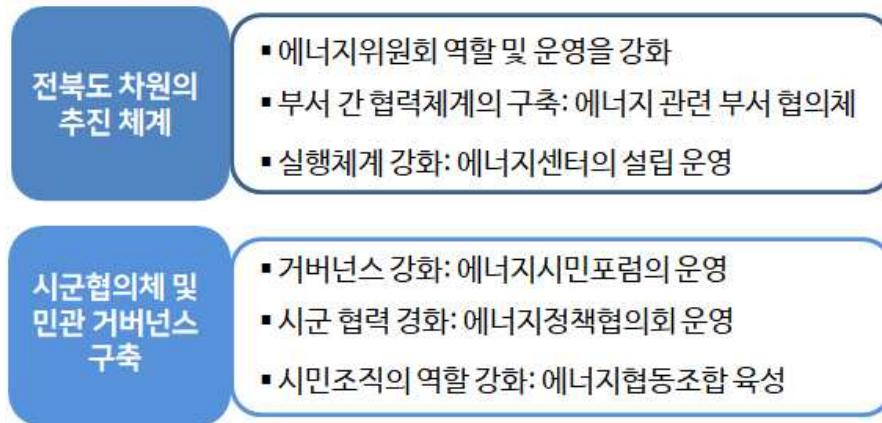 전북도 차원의
추진 체계
▪ 에너지위원회 역할 및 운영을 강화
▪ 부서 간 협력체계의 구축: 에너지 관련 부서 협의체
▪ 실행체계 강화: 에너지센터의 설립 운영
시군협의체 및
민관 거버넌스
구축
▪ 거버넌스 강화: 에너지시민포럼의 운영
▪ 시군 협력 경화: 에너지정책협의회 운영
▪ 시민조직의 역할 강화: 에너지협동조합 육성